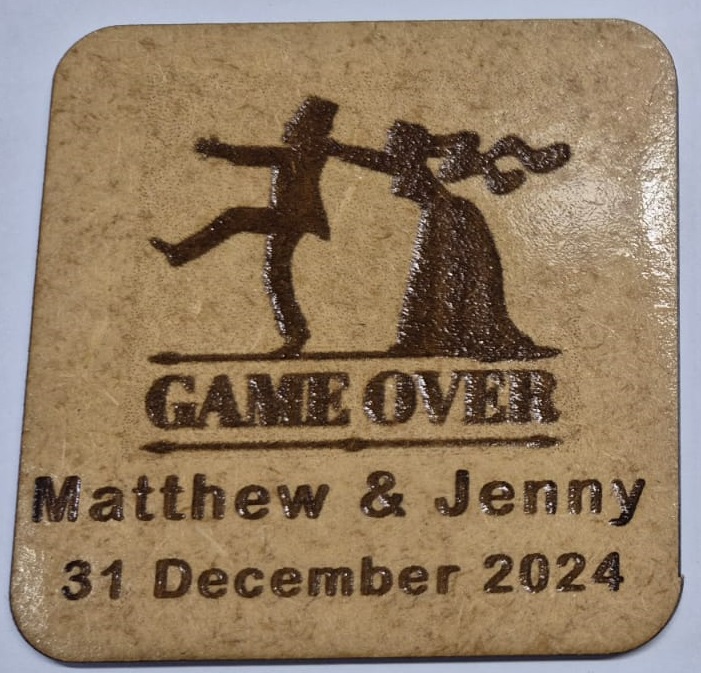 GAME OVER
Matthew & Jenny
31 December 2024